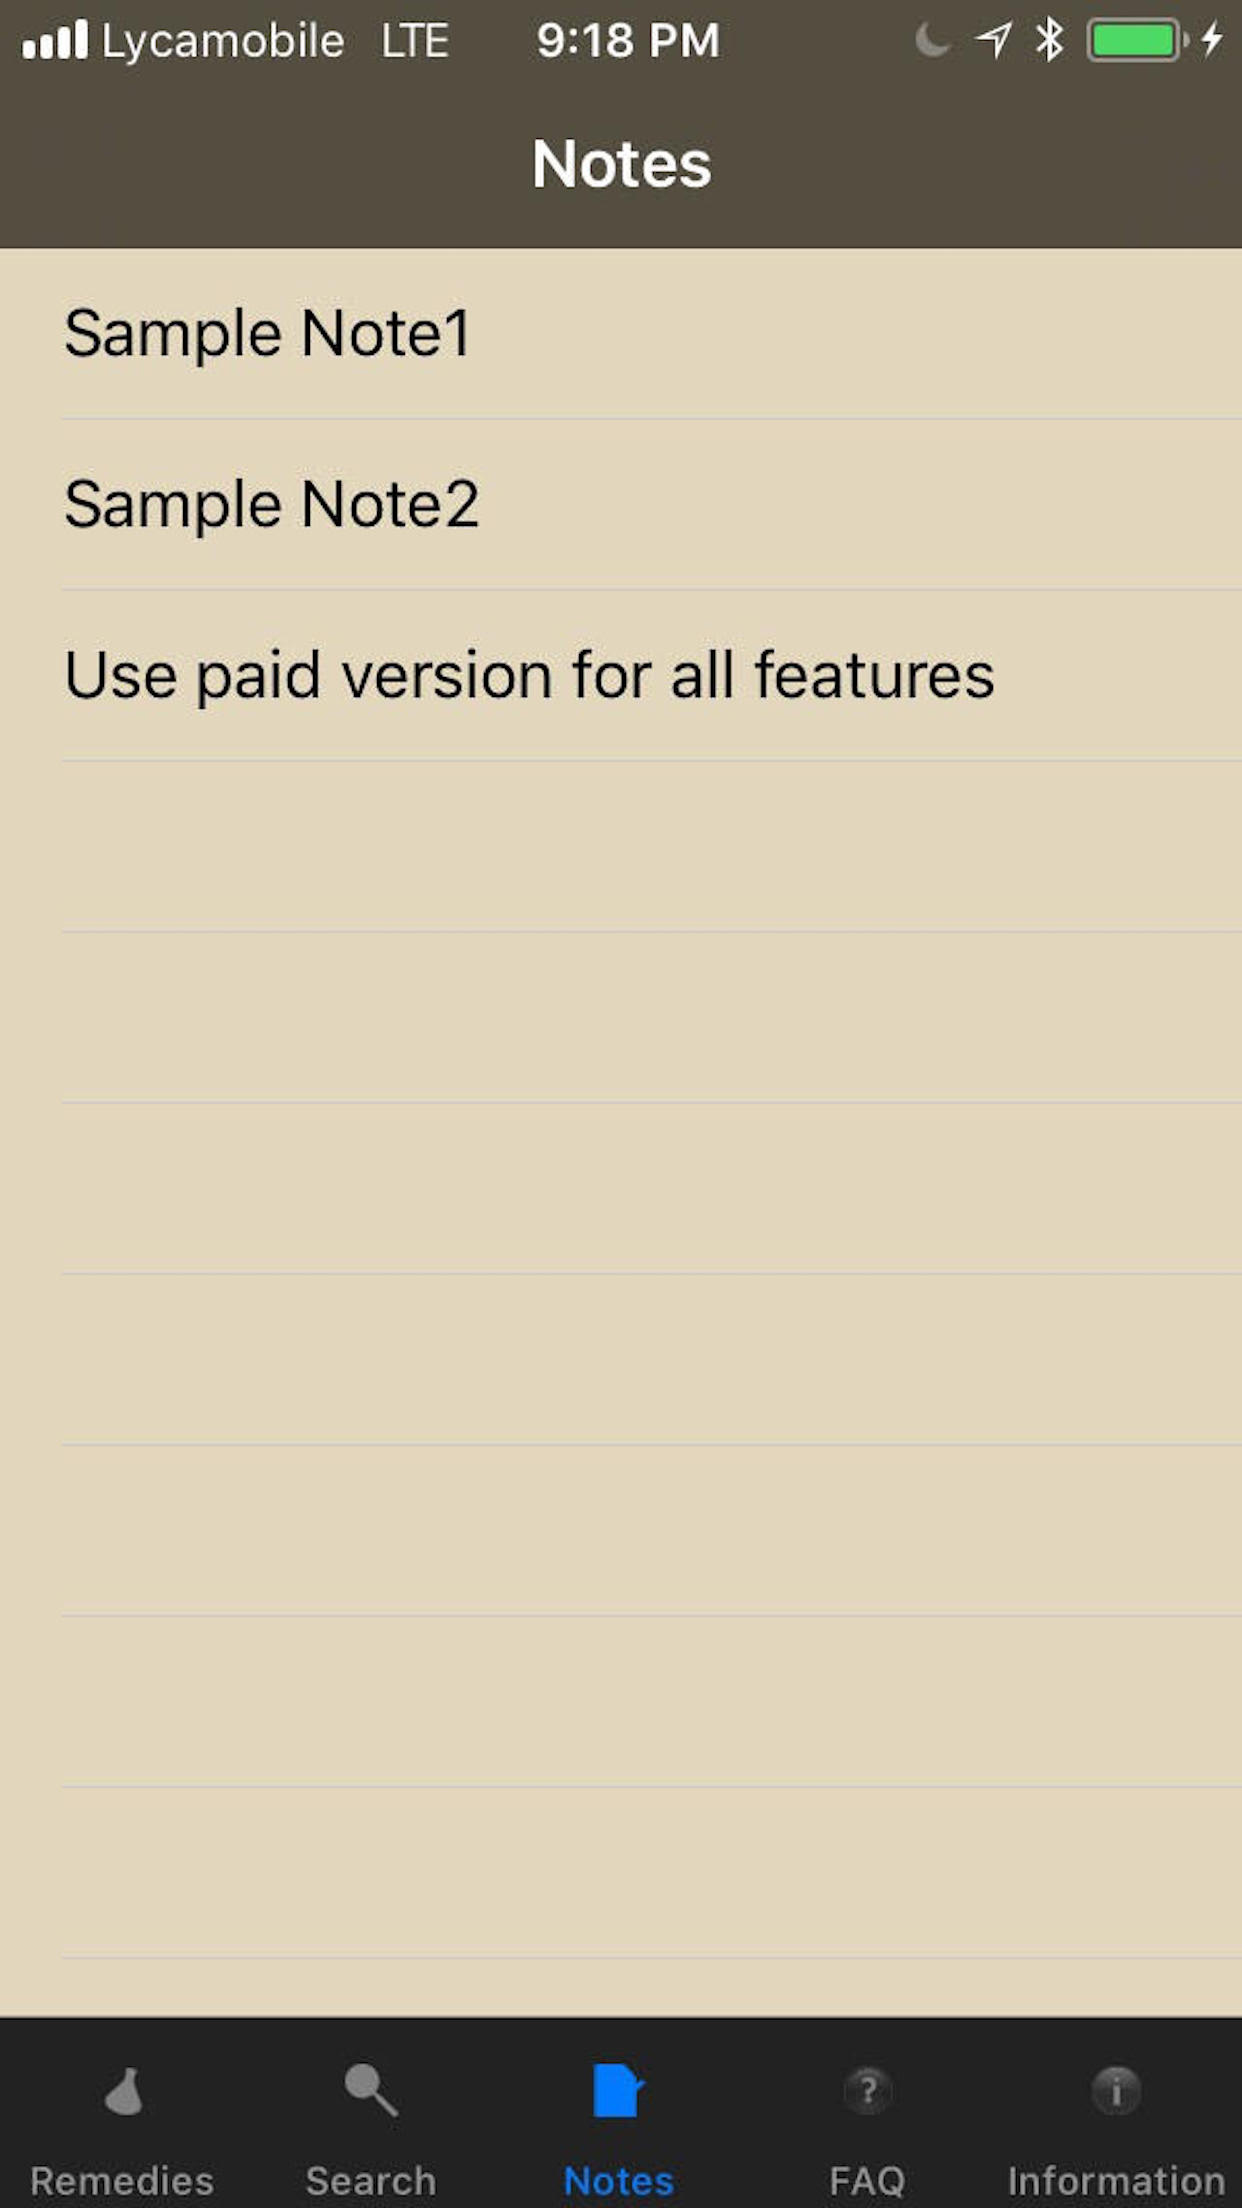 Lycamobile LTE 9:18 PM
Notes
Sample Note1
Sample Note2
Use paid version for all features
Remedies Search Notes FAQ Information